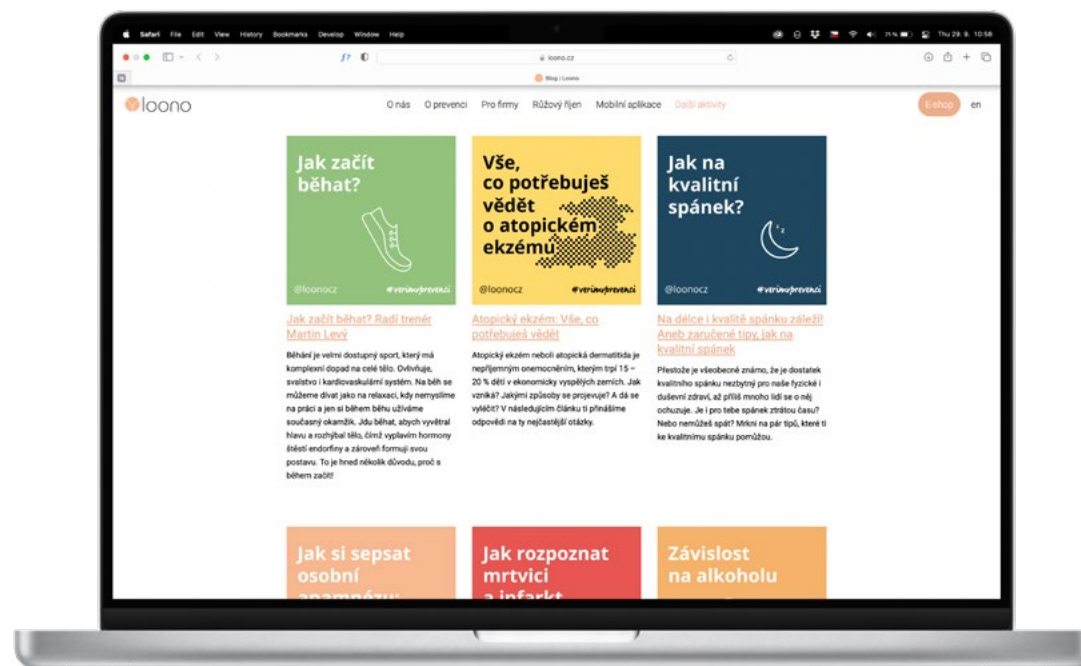 Safari File Edit View History Bookmarks Develop Window Help
71 % Thu 29. 9. 10:58
loono.cz
Blog | Loono
loono
O nás O prevenci Pro firmy Růžový říjen Mobilní aplikace Další aktivity E-shop en
Jak začít
běhat?
@loonocz #verimvprevenci
Jak začít běhat? Radí trenér
Martin Levý
Běhání je velmi dostupný sport, který má
komplexní dopad na celé tělo. Ovlivňuje,
svalstvo i kardiovaskulární systém. Na běh se
můžeme dívat jako na relaxaci, kdy nemyslíme
na práci a jen si během běhu užíváme
současný okamžik. Jdu běhat, abych vyvětral
hlavu a rozhýbal tělo, čímž vyplavím hormony
štěstí endorfiny a zároveň formuji svou
postavu. To je hned několik důvodu, proč s
během začít!
Vše,
co potřebuješ
vědět
o atopickém
ekzému
@loonocz #verimvprevenci
Atopický ekzém: Vše, co
potřebuješ vědět
Atopický ekzém neboli atopická dermatitida je
nepříjemným onemocněním, kterým trpí 15 –
20 % dětí v ekonomicky vyspělých zemích. Jak
vzniká? Jakými způsoby se projevuje? A dá se
vyléčit? V následujícím článku ti přinášíme
odpovědi na ty nejčastější otázky.
Jak na
kvalitní
spánek?
z z
@loonocz #verimvprevenci
Na délce i kvalitě spánku záleží!
Aneb zaručené tipy, jak na
kvalitní spánek
Přestože je všeobecně známo, že je dostatek
kvalitního spánku nezbytný pro naše fyzické i
duševní zdraví, až příliš mnoho lidí se o něj
ochuzuje. Je i pro tebe spánek ztrátou času?
Nebo nemůžeš spát? Mrkni na pár tipů, které ti
ke kvalitnímu spánku pomůžou.
Jak si sepsat
osobní
anamnézu:
Jak rozpoznat
mrtvici
a infarkt
Závislost
na alkoholu